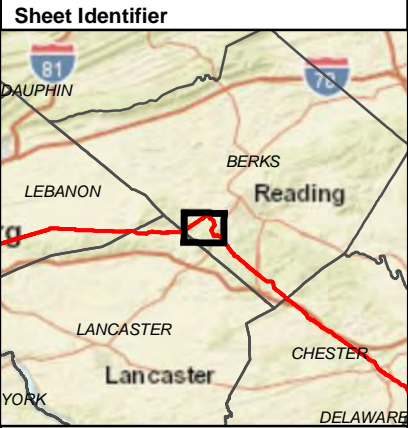 Sheet Identifier
81
78
DAUPHIN
BERKS
LEBANON
Reading
rg
LANCASTER
CHESTER
Lancaster
YORK
DELAWARE